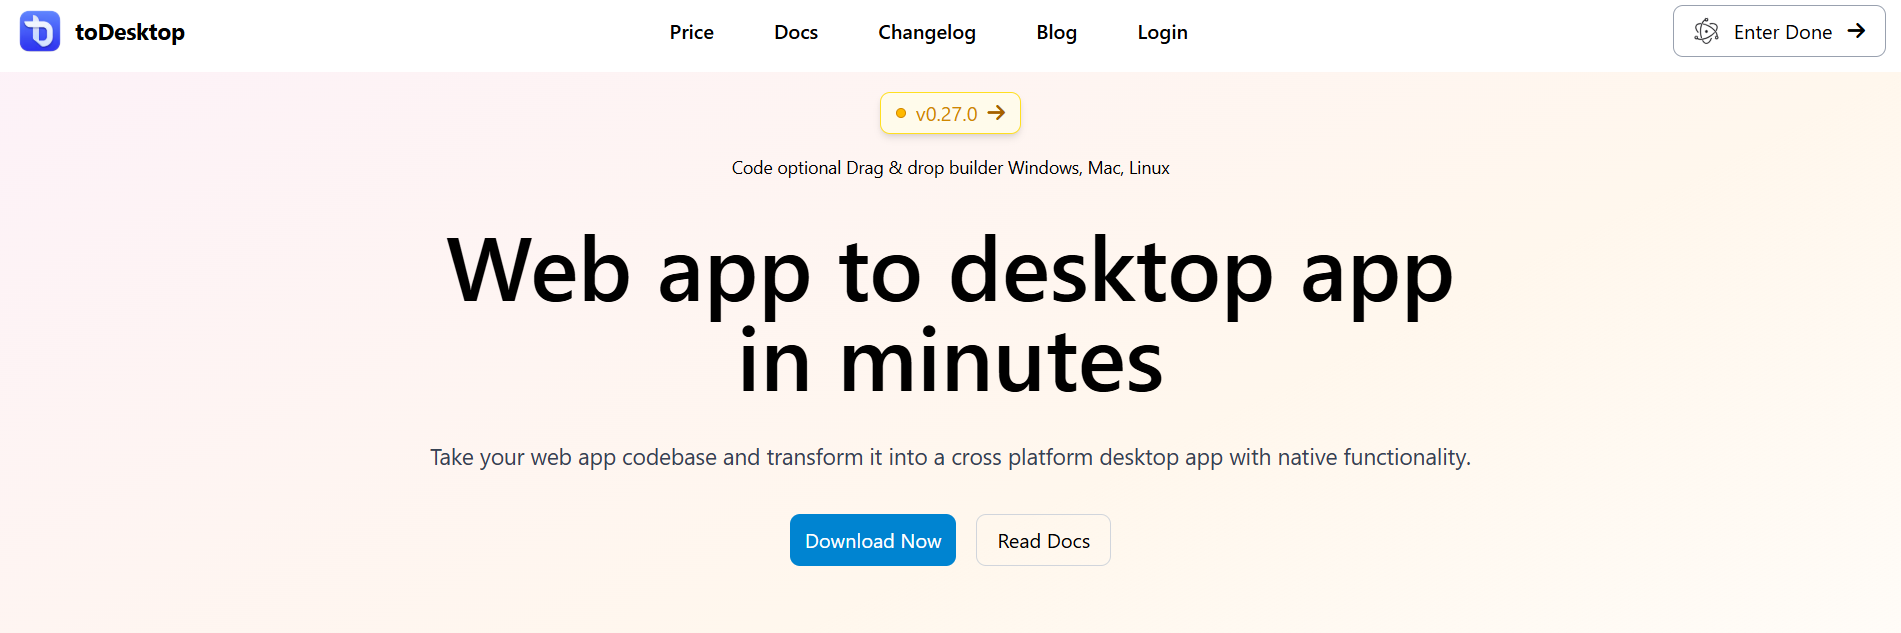 toDesktop
Price Docs Changelog Blog Login
Enter Done
v0.27.0
Code optional Drag & drop builder Windows, Mac, Linux
Web app to desktop app
in minutes
Take your web app codebase and transform it into a cross platform desktop app with native functionality.
Download Now
Read Docs